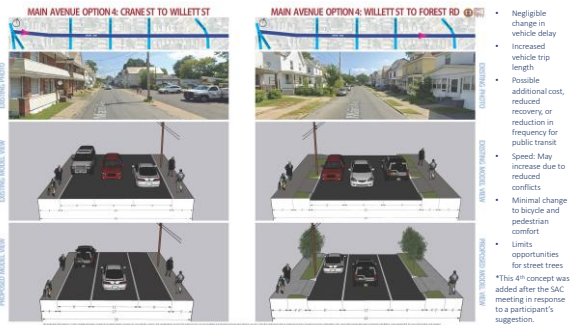 MAIN AVENUE OPTION 4: CRANE ST TO WILLETT ST
MAIN AVENUE OPTION 4: WILLETT ST TO FOREST RD
EXISTING PHOTO
EXISTING PHOTO
EXISTING MODEL VIEW
EXISTING MODEL VIEW
PROPOSED MODEL VIEW
PROPOSED MODEL VIEW
• Negligible
change in
vehicle delay
• Increased
vehicle trip
length
• Possible
additional cost,
reduced
recovery, or
reduction in
frequency for
public transit
• Speed: May
increase due to
reduced
conflicts
• Minimal change
to bicycle and
pedestrian
comfort
• Limits
opportunities
for street trees
*This 4th concept was
added after the SAC
meeting in response
to a participant's
suggestion.